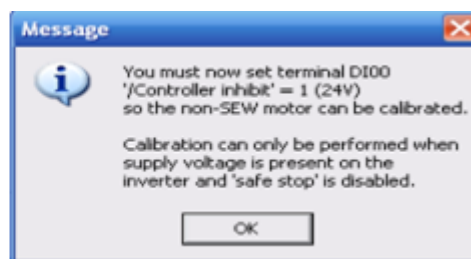 Message
You must now set terminal DI00
'/Controller inhibit' = 1 (24V)
so the non-SEW motor can be calibrated.
Calibration can only be performed when
supply voltage is present on the
inverter and 'safe stop' is disabled.
OK